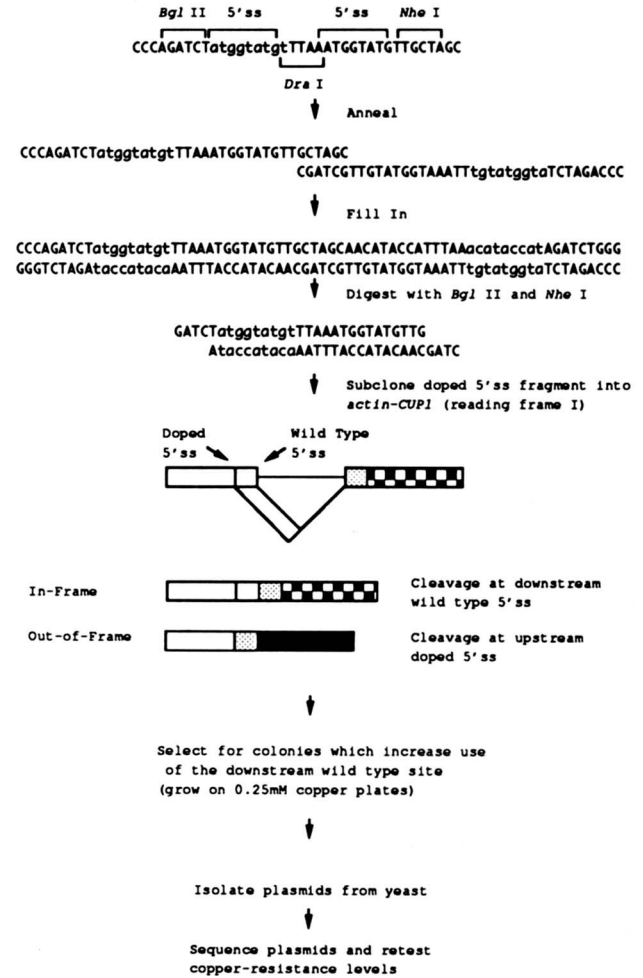 Bgl II 5'ss 5'ss Nhe I
CCCAGATCTatggtatgtTTAAATGGTATGTTGCTAGC
Dra I
Anneal
CCCAGATCTatggtatgtTTAAATGGTATGTTGCTAGC
CGATCGTTGTATGGTAAATTtgtatggtaTCTAGACCC
Fill In
CCCAGATCTatggtatgtTTAAATGGTATGTTGCTAGCAACATACCATTTAAacataccatAGATCTGGG
GGGTCTAGAtaccatacaAATTTACCATACAACGATCGTTGTATGGTAAATTtgtatggtaTCTAGACCC
Digest with Bgl II and Nhe I
GATCTatggtatgtTTAAATGGTATGTTG
AtaccatacaAATTTACCATACAACGATC
Subclone doped 5'ss fragment into
actin-CUP1 (reading frame I)
Doped Wild Type
5'ss 5'ss
In-Frame
Cleavage at downstream
wild type 5'ss
Out-of-Frame
Cleavage at upstream
doped 5'ss
Select for colonies which increase use
of the downstream wild type site
(grow on 0.25mM copper plates)
Isolate plasmids from yeast
Sequence plasmids and retest
copper-resistance levels